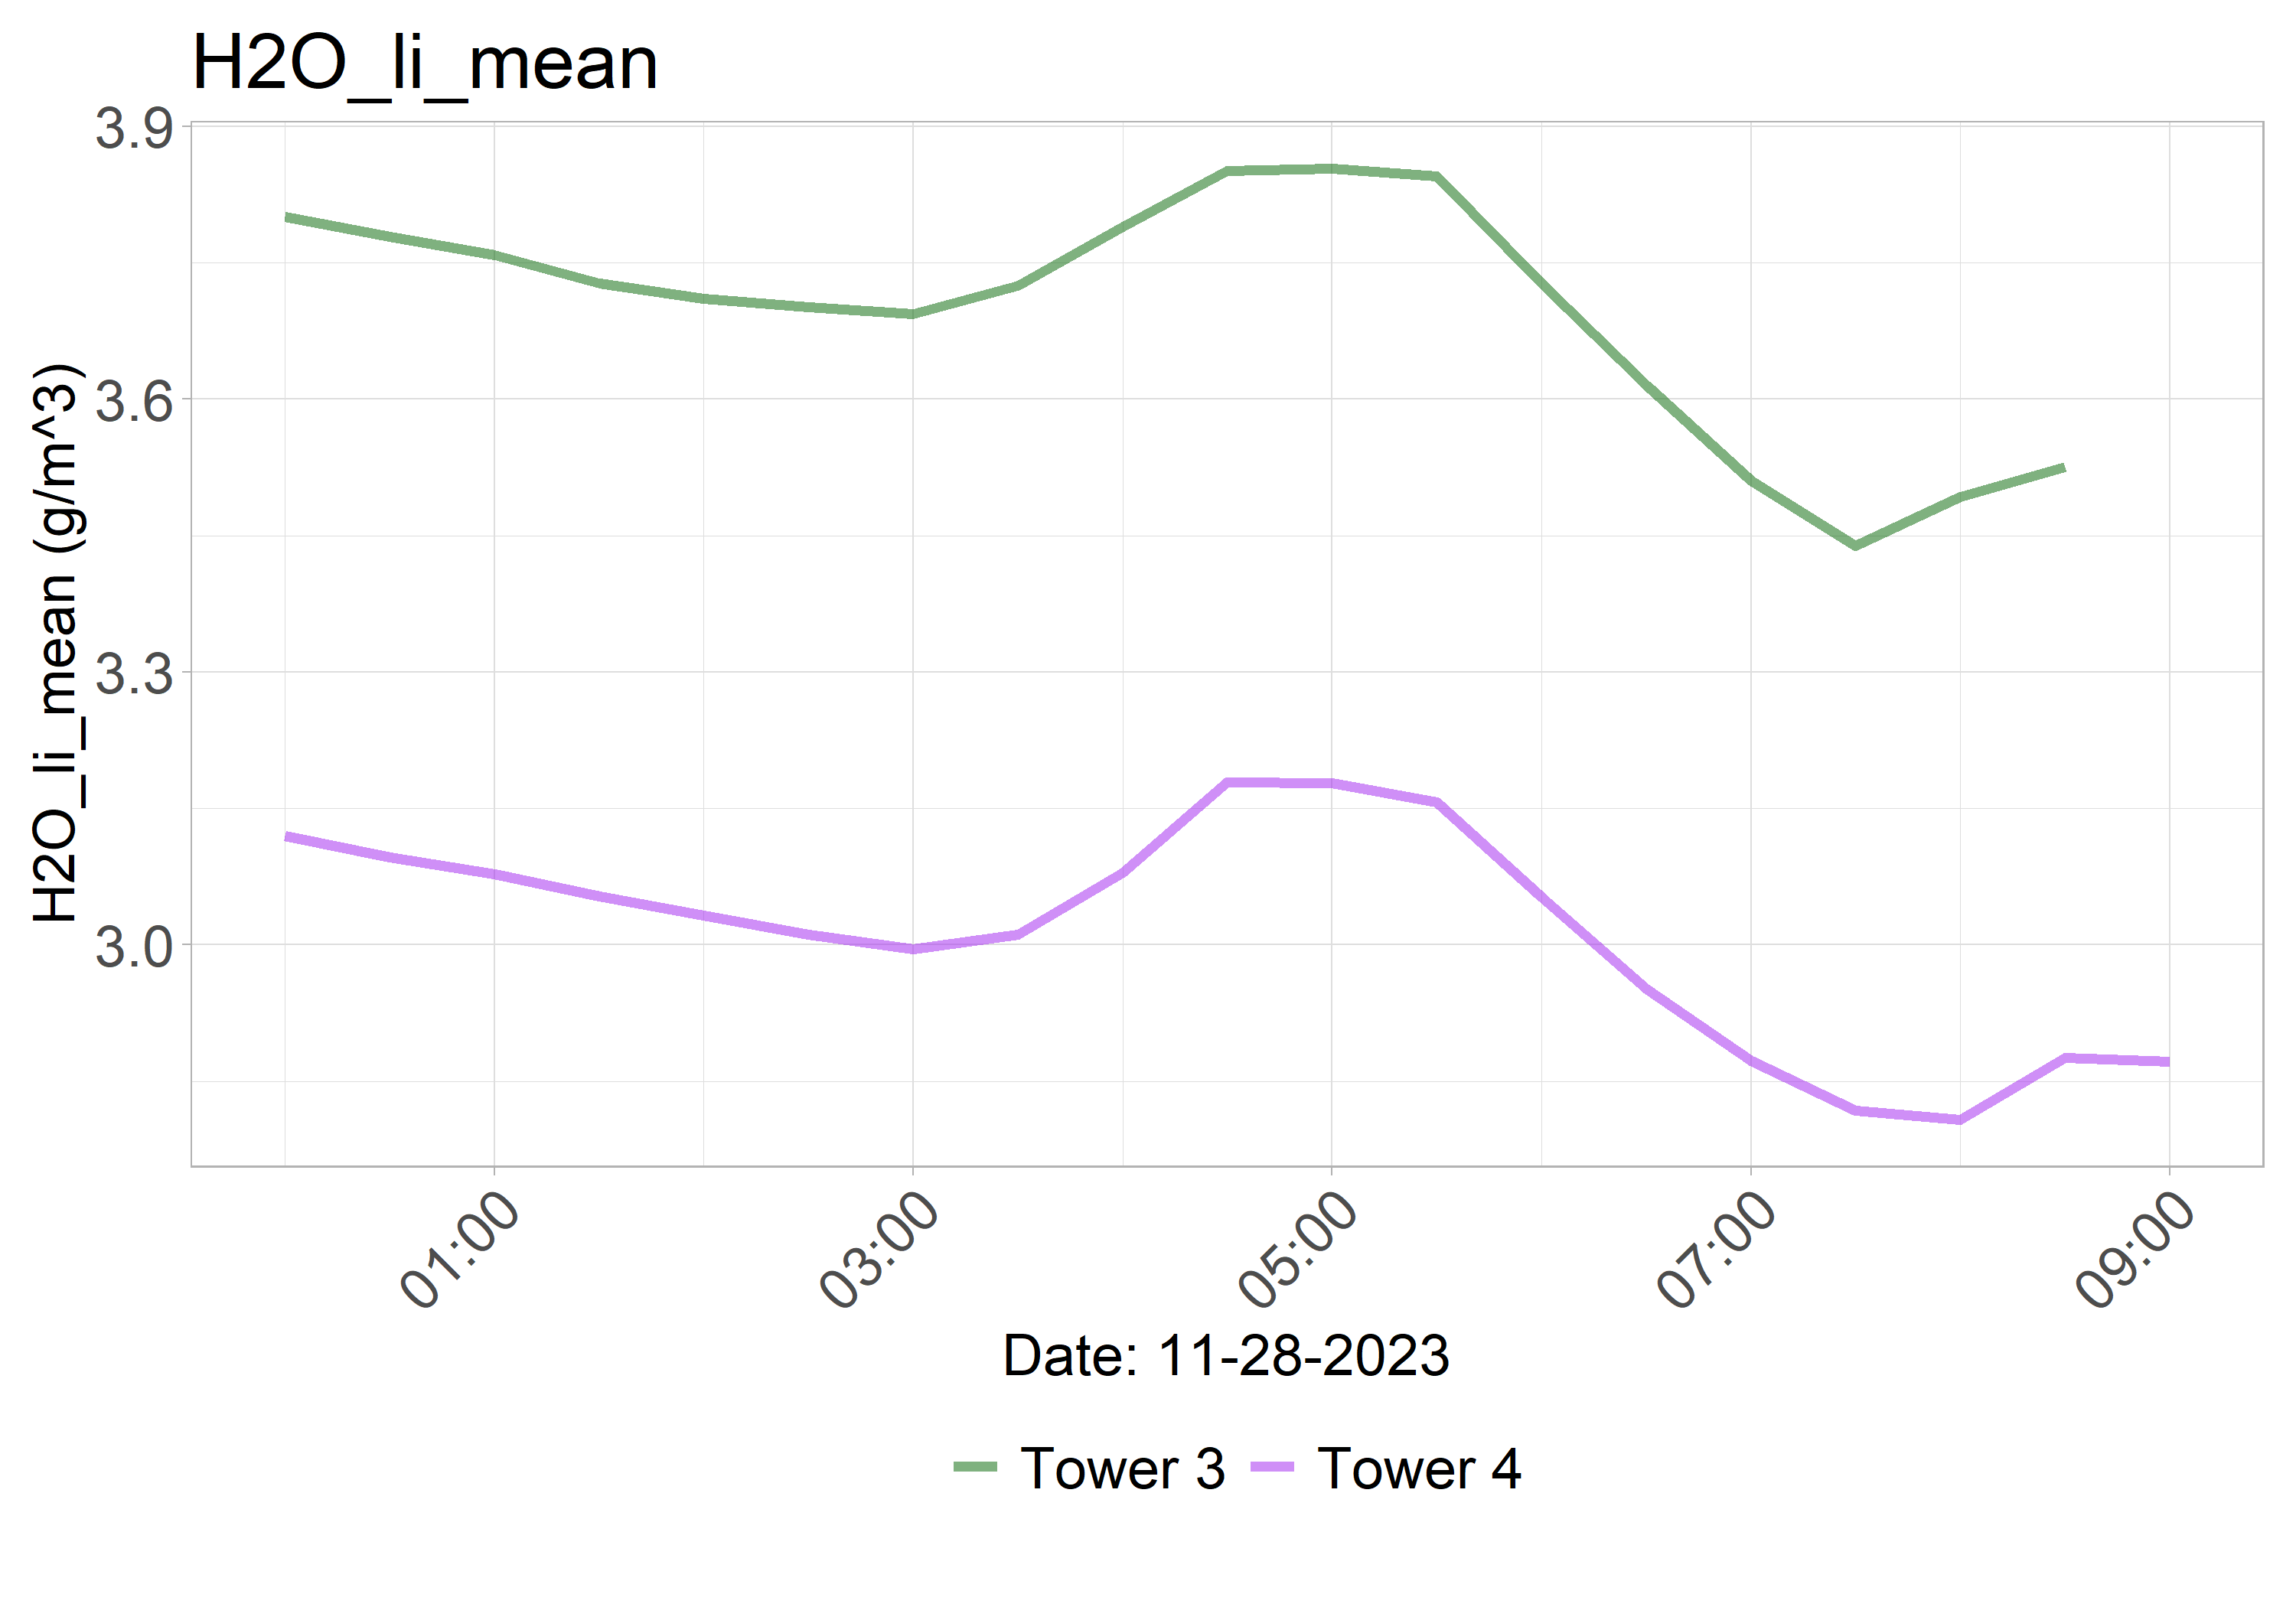 H2O_li_mean
H2O_li_mean (g/m^3)
3.9
3.6
3.3
3.0
01:00 03:00 05:00 07:00 09:00
Date: 11-28-2023
Tower 3 Tower 4